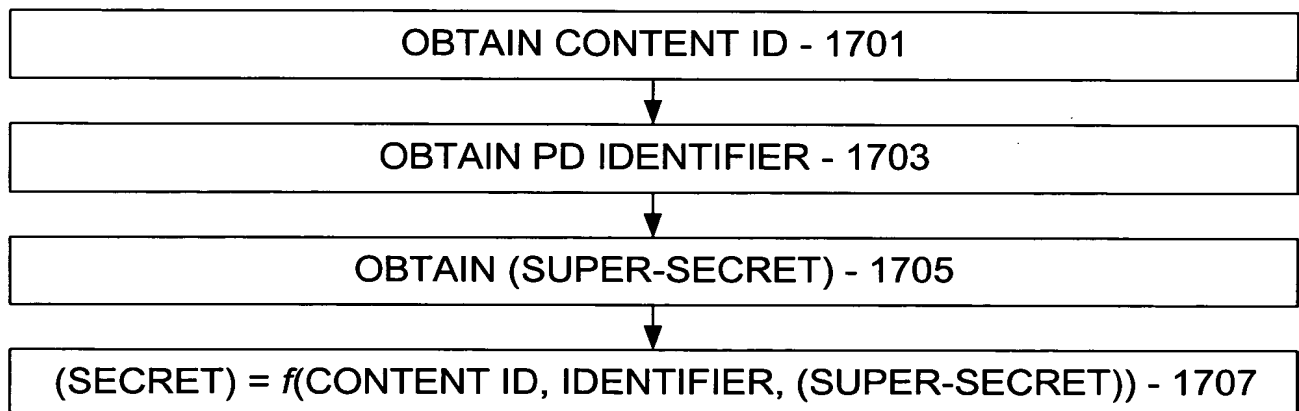 OBTAIN CONTENT ID - 1701
OBTAIN PD IDENTIFIER - 1703
OBTAIN (SUPER-SECRET) - 1705
(SECRET) = f(CONTENT ID, IDENTIFIER, (SUPER-SECRET)) - 1707